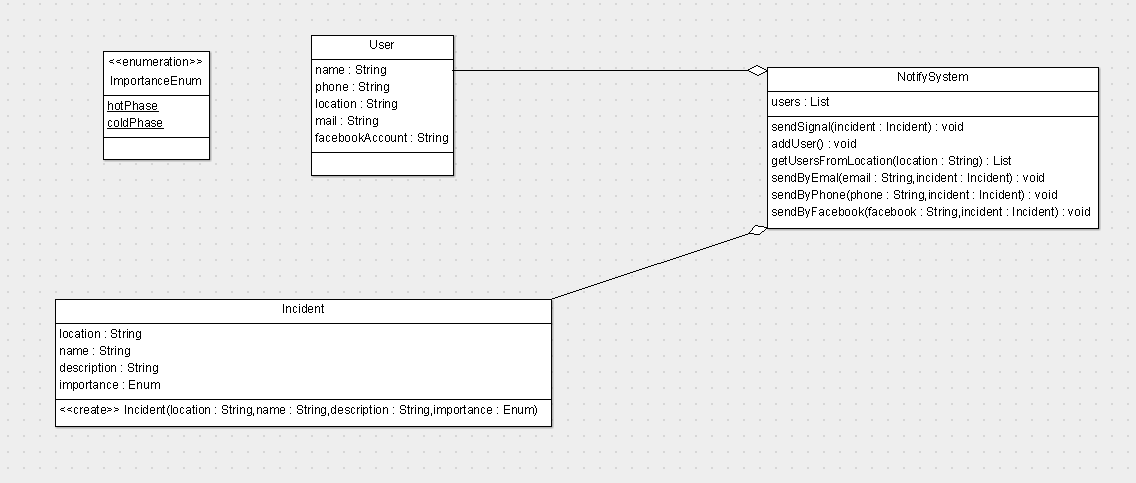 <<enumeration>>
ImportanceEnum
hotPhase
coldPhase
User
name : String
phone : String
location : String
mail : String
facebookAccount : String
NotifySystem
users : List
sendSignal(incident : Incident) : void
addUser() : void
getUsersFromLocation(location : String) : List
sendByEmal(email : String,incident : Incident) : void
sendByPhone(phone : String,incident : Incident) : void
sendByFacebook(facebook : String,incident : Incident) : void
Incident
location : String
name : String
description : String
importance : Enum
<<create>> Incident(location : String,name : String,description : String,importance : Enum)